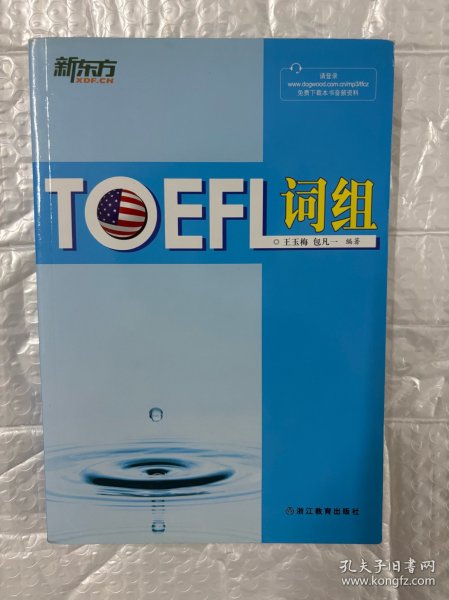 新东方
XDF.CN
请登录
www.dogwood.com.cn/mp3/tfcz
免费下载本书音频资料
TOEFL词组
王玉梅 包凡一 编著
浙江教育出版社
孔夫子旧书网
www.kongfz.com